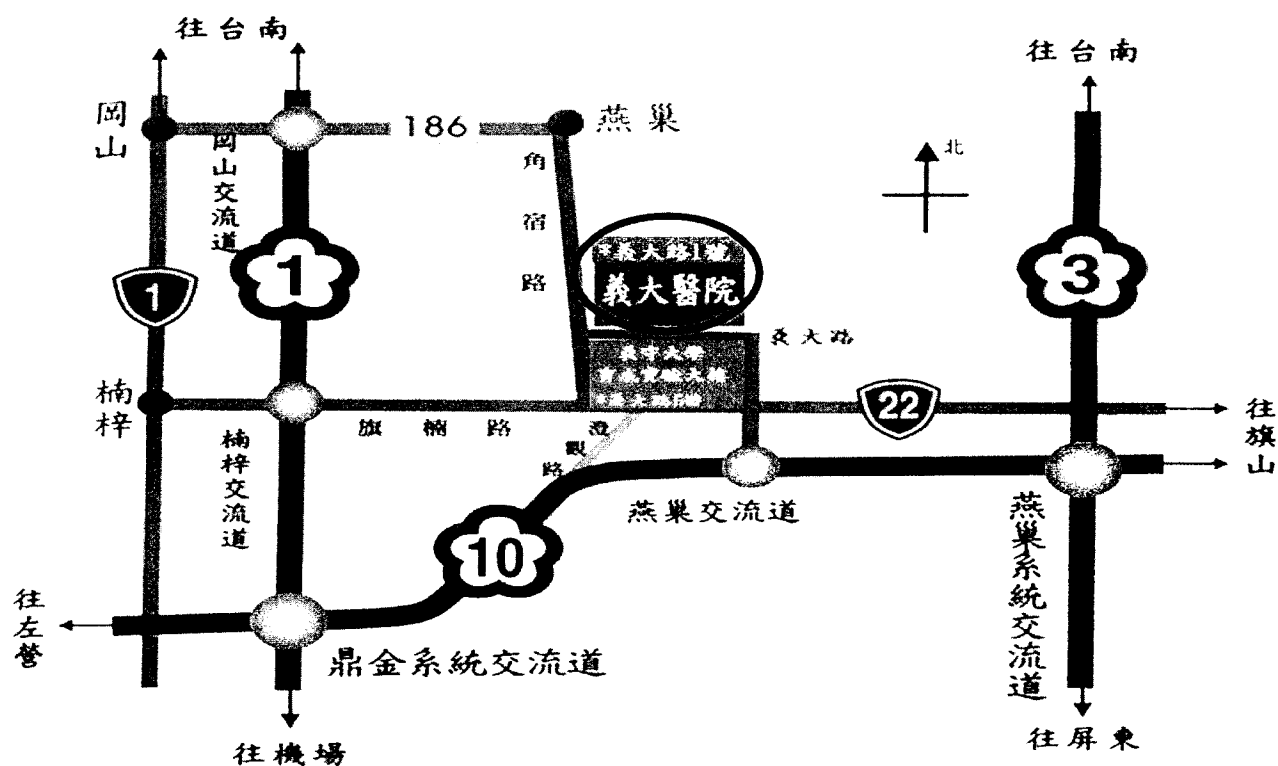 往台南
往台南
岡山
186
燕巢
北
岡山交流道
角宿路
義大路1號
義大醫院
1
1
3
義大路
楠梓
22
往旗山
旗楠路
澄觀路
楠梓交流道
燕巢交流道
燕巢系統交流道
10
往左營
鼎金系統交流道
往機場
往屏東